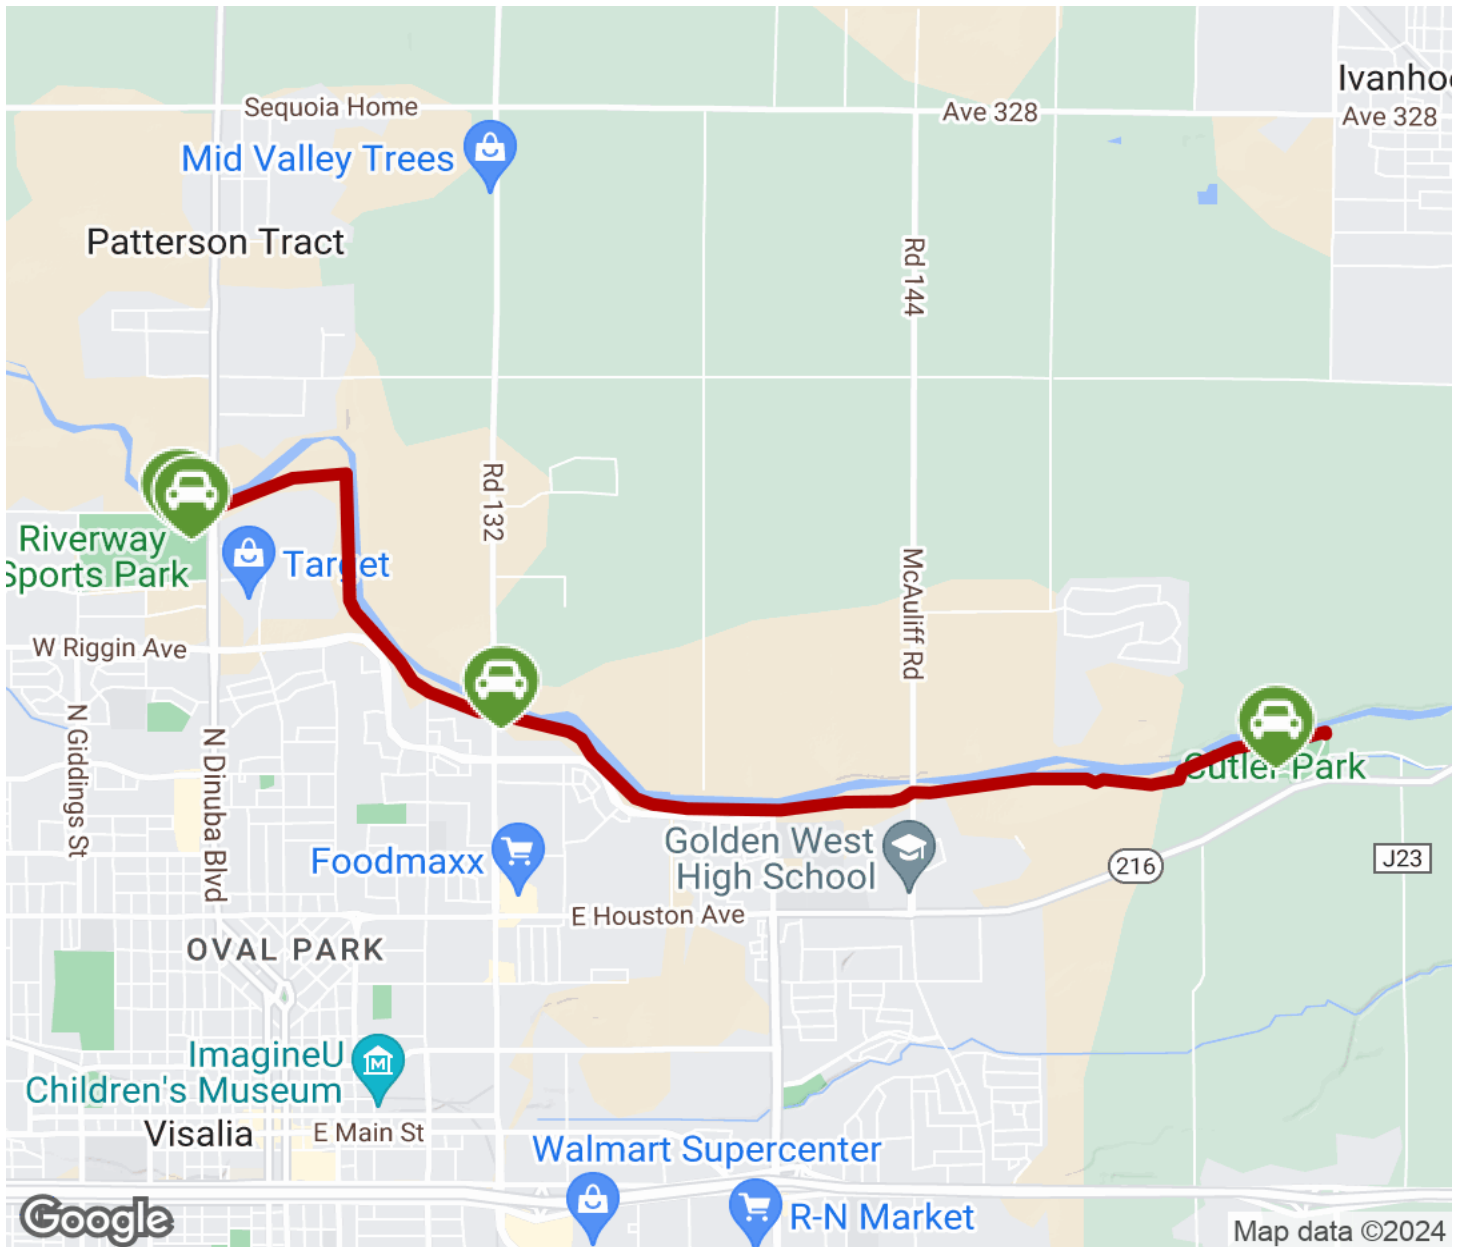 Ivanho
Sequoia Home
Ave 328
Ave 328
Mid Valley Trees
Patterson Tract
Rd 144
Rd 132
Riverway
Sports Park
Target
McAuliff Rd
W Riggin Ave
N Giddings St
N Dinuba Blvd
Cutler Park
Golden West
High School
Foodmaxx
216
J23
E Houston Ave
OVAL PARK
ImagineU
Children's Museum
Visalia
E Main St
Walmart Supercenter
R-N Market
Google
Map data ©2024